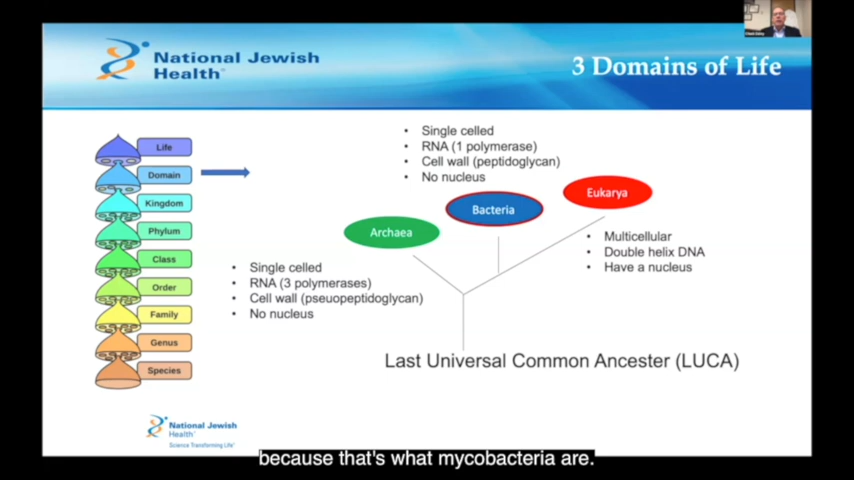 National Jewish
Health®
3 Domains of Life
Life
Domain
Kingdom
Phylum
Class
Order
Family
Genus
Species
• Single celled
• RNA (1 polymerase)
• Cell wall (peptidoglycan)
• No nucleus
Archaea
Bacteria
Eukarya
• Single celled
• RNA (3 polymerases)
• Cell wall (pseuopeptidoglycan)
• No nucleus
• Multicellular
• Double helix DNA
• Have a nucleus
Last Universal Common Ancester (LUCA)
National Jewish
Health®
Science Transforming Life®
because that's what mycobacteria are.